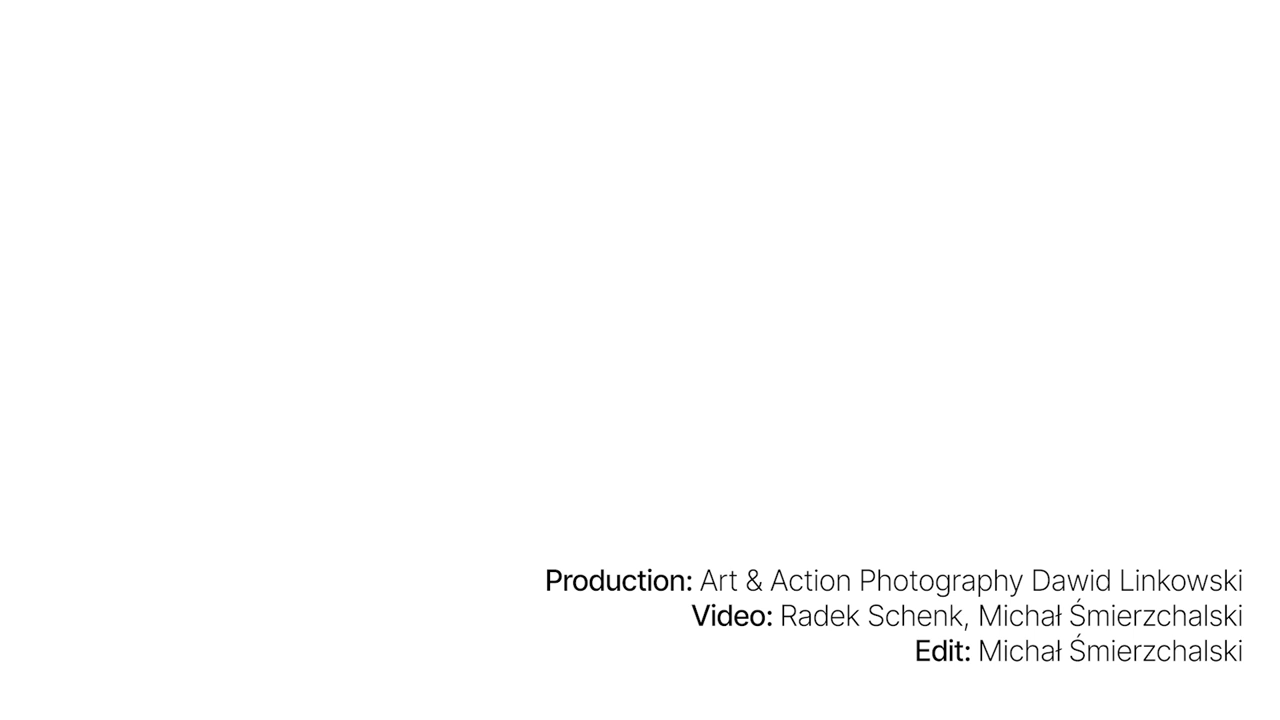 Production: Art & Action Photography Dawid Linkowski
Video: Radek Schenk, Michał Śmierzchalski
Edit: Michał Śmierzchalski